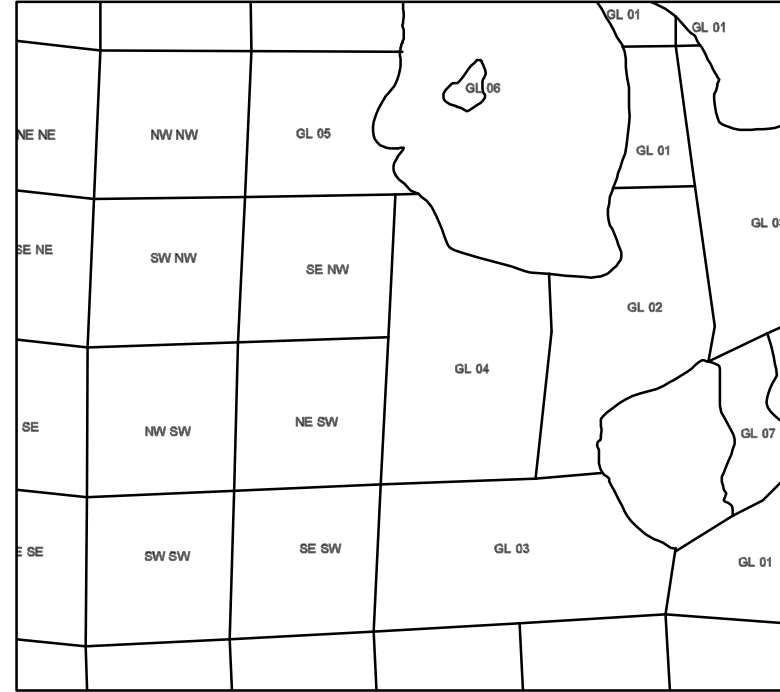 GL 01
GL 01
GL 06
NE NE
NW NW
GL 05
GL 01
GL 03
SE NE
SW NW
SE NW
GL 02
GL 04
SE
NW SW
NE SW
GL 07
E SE
SW SW
SE SW
GL 03
GL 01